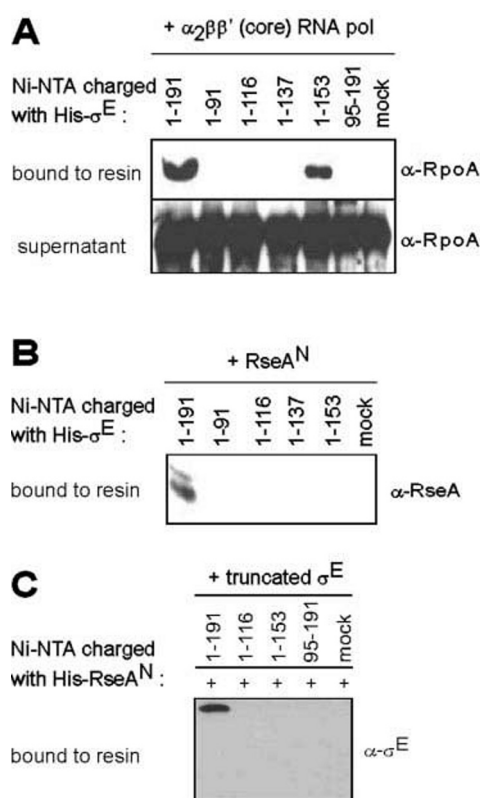 A
+ α2ββ' (core) RNA pol
Ni-NTA charged
with His-σE :
1-191
1-91
1-116
1-137
1-153
95-191
mock
bound to resin
α-RpoA
supernatant
α-RpoA
B
+ RseAN
Ni-NTA charged
with His-σE :
1-191
1-91
1-116
1-137
1-153
mock
bound to resin
α-RseA
C
+ truncated σE
Ni-NTA charged
with His-RseAN :
1-191
1-116
1-153
95-191
mock
+ + + + +
bound to resin
α-σE